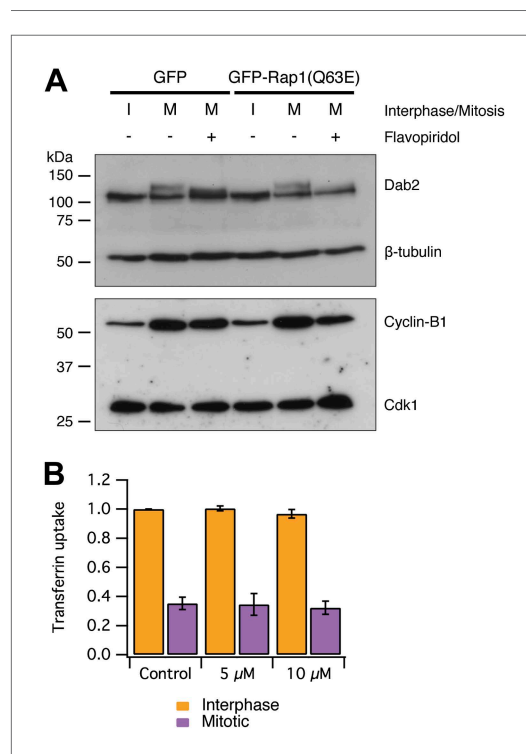 A
GFP GFP-Rap1(Q63E)
I M M I M M Interphase/Mitosis
- - + - - + Flavopiridol
kDa
150
100
75
50
Dab2
β-tubulin
50
37
25
Cyclin-B1
Cdk1
B
Transferrin uptake
1.2
1.0
0.8
0.6
0.4
0.2
0.0
Control 5 µM 10 µM
Interphase
Mitotic